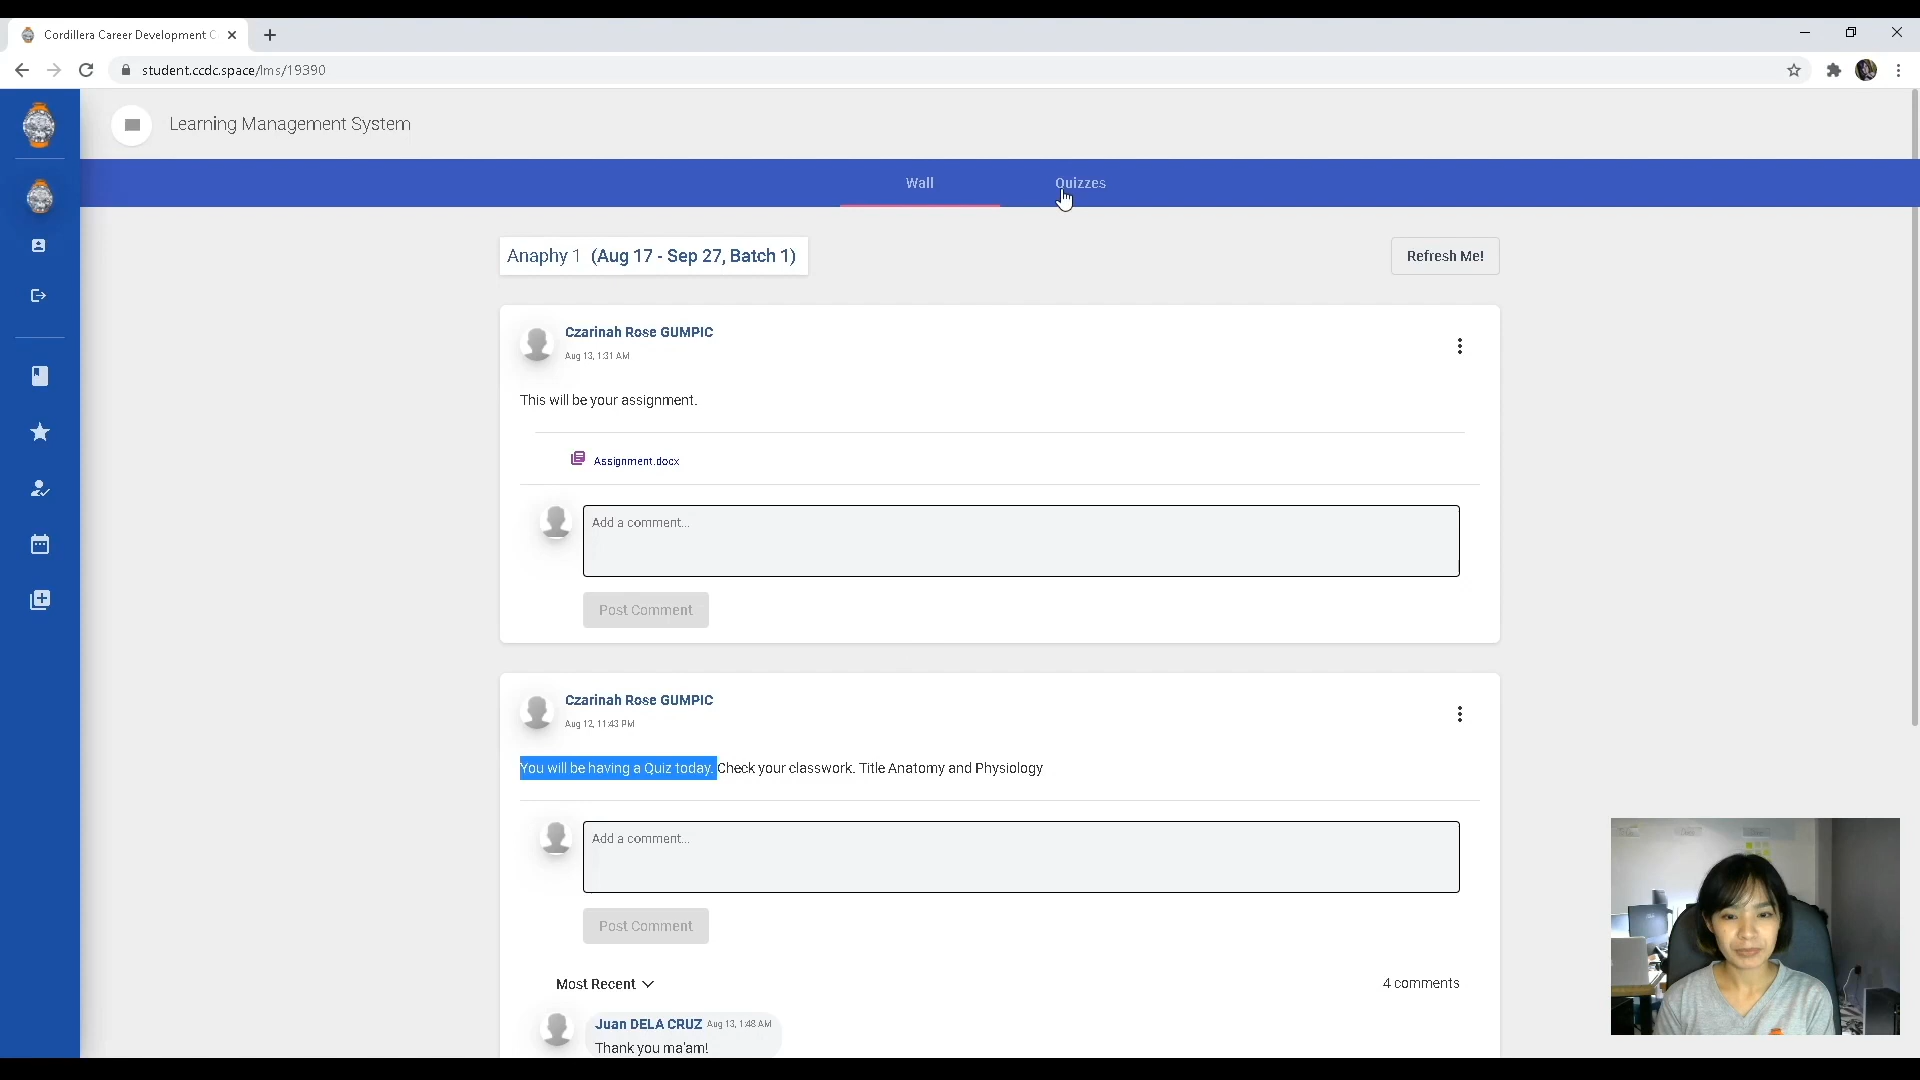 Cordillera Career Development C
student.ccdc.space/lms/19390
Learning Management System
Wall
Quizzes
Anaphy 1 (Aug 17 - Sep 27, Batch 1)
Refresh Me!
Czarinah Rose GUMPIC
Aug 13, 1:31 AM
This will be your assignment.
Assignment.docx
Add a comment...
Post Comment
Czarinah Rose GUMPIC
Aug 12, 11:43 PM
You will be having a Quiz today. Check your classwork. Title Anatomy and Physiology
Add a comment...
Post Comment
Most Recent
4 comments
Juan DELA CRUZ Aug 13, 1:48 AM
Thank you ma'am!